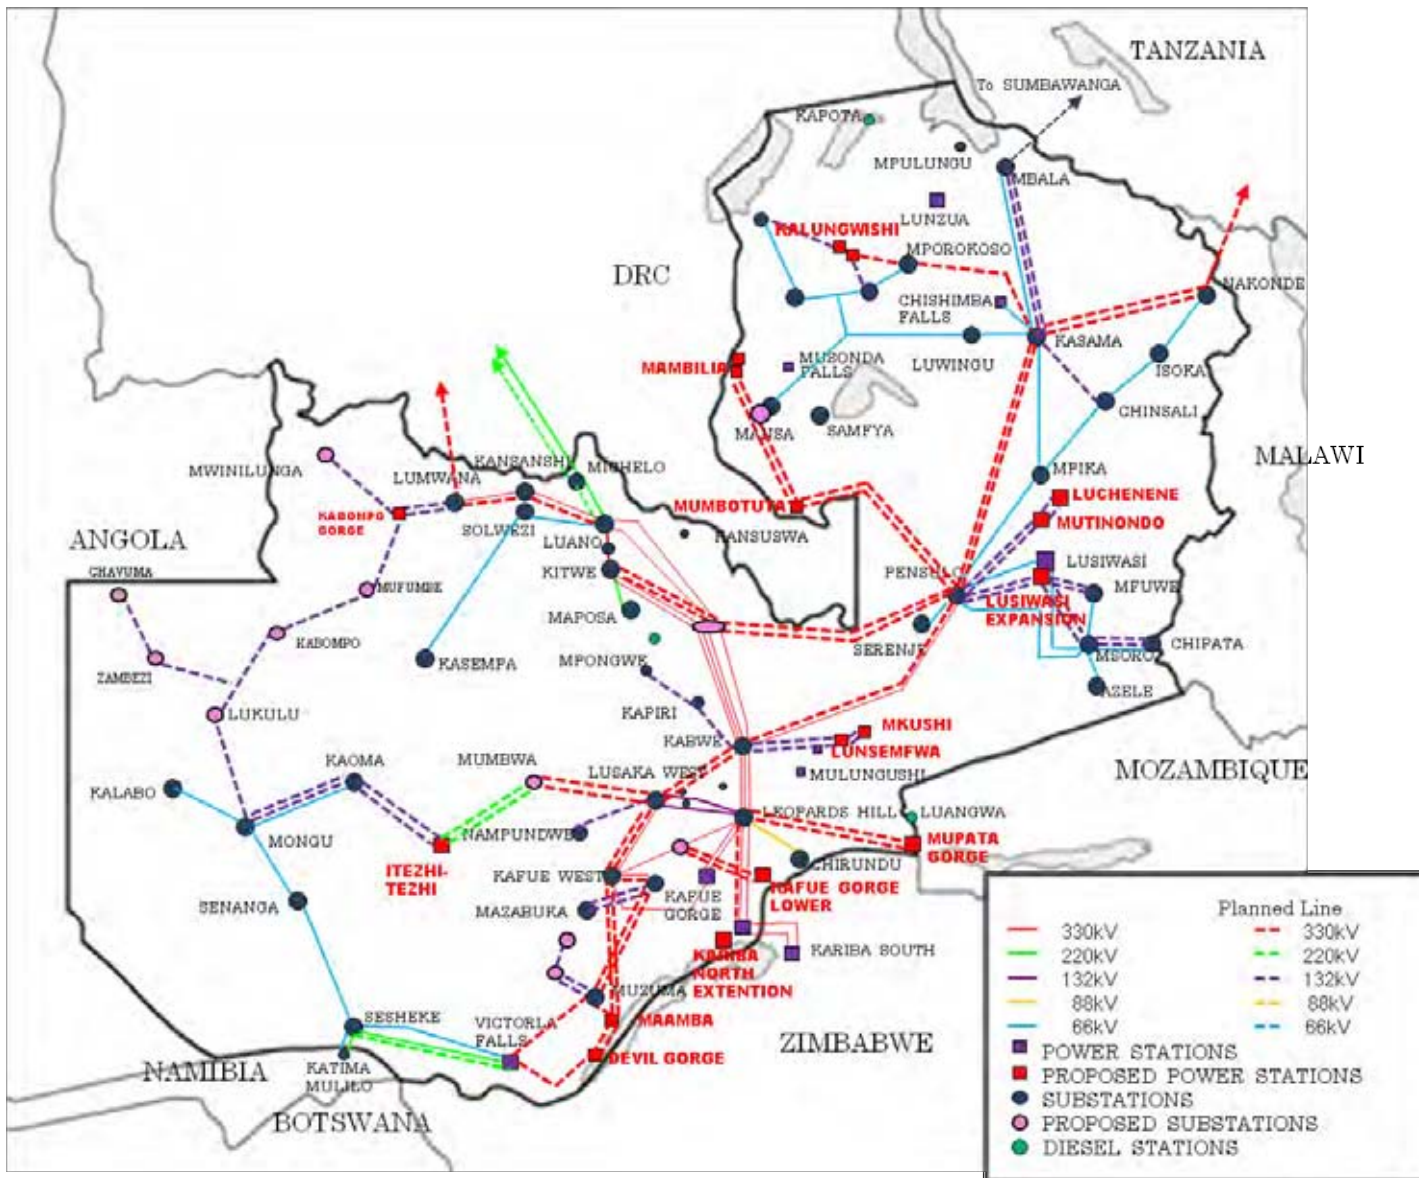 TANZANIA
To SUMBAWANGA
KAPOTA
MPULUNGU
MBALA
LUNZUA
KALUNGWISHI
MPOROKOSO
DRC
NAKONDE
CHISHIMBA
FALLS
KASAMA
MUSONDA
FALLS
LUWINGU
ISOKA
MAMBILIA
CHINSALI
MANSA
SAMFYA
MALAWI
KANSANSHI
MICHELO
MWINILUNGA
LUMWANA
MPIKA
LUCHENENE
MUMBOTUTA
MUTINONDO
KABOMPO
GORGE
SOLWEZI
ANGOLA
LUANO
KANSUSWA
LUSIWASI
CHAVUMA
KITWE
PENSULO
MUFUMBE
MFUWE
LUSIWASI
EXPANSION
MAPOSA
KABOMPO
SERENJE
CHIPATA
MSORO
MPONGWE
KASEMPA
ZAMBEZI
AZELE
LUKULU
KAPIRI
MKUSHI
KABWE
LUNSEMFWA
KAOMA
MUMBWA
LUSAKA WEST
MULUNGUSHI
MOZAMBIQUE
KALABO
LEOPARDS HILL
LUANGWA
MONGU
NAMPUNDWE
MUPATA
GORGE
CHIRUNDU
ITEZHI-
TEZHI
KAFUE WEST
KAFUE GORGE
LOWER
KAFUE
GORGE
SENANGA
MAZABUKA
KARIBA SOUTH
KARIBA
NORTH
EXTENTION
MUZUMA
SESHEKE
VICTORIA
FALLS
MAAMBA
ZIMBABWE
DEVIL GORGE
NAMIBIA
KATIMA
MULILO
BOTSWANA
Planned Line
330kV 330kV
220kV 220kV
132kV 132kV
88kV 88kV
66kV 66kV
POWER STATIONS
PROPOSED POWER STATIONS
SUBSTATIONS
PROPOSED SUBSTATIONS
DIESEL STATIONS